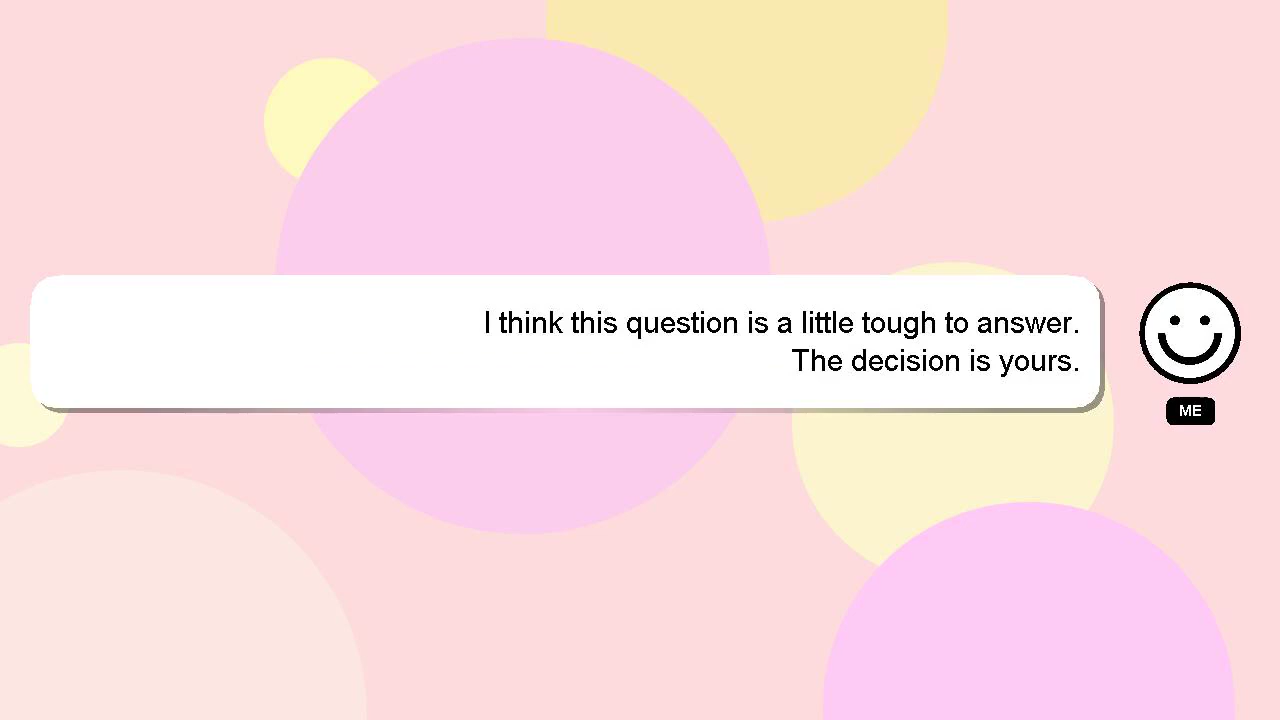 I think this question is a little tough to answer.
The decision is yours.
ME